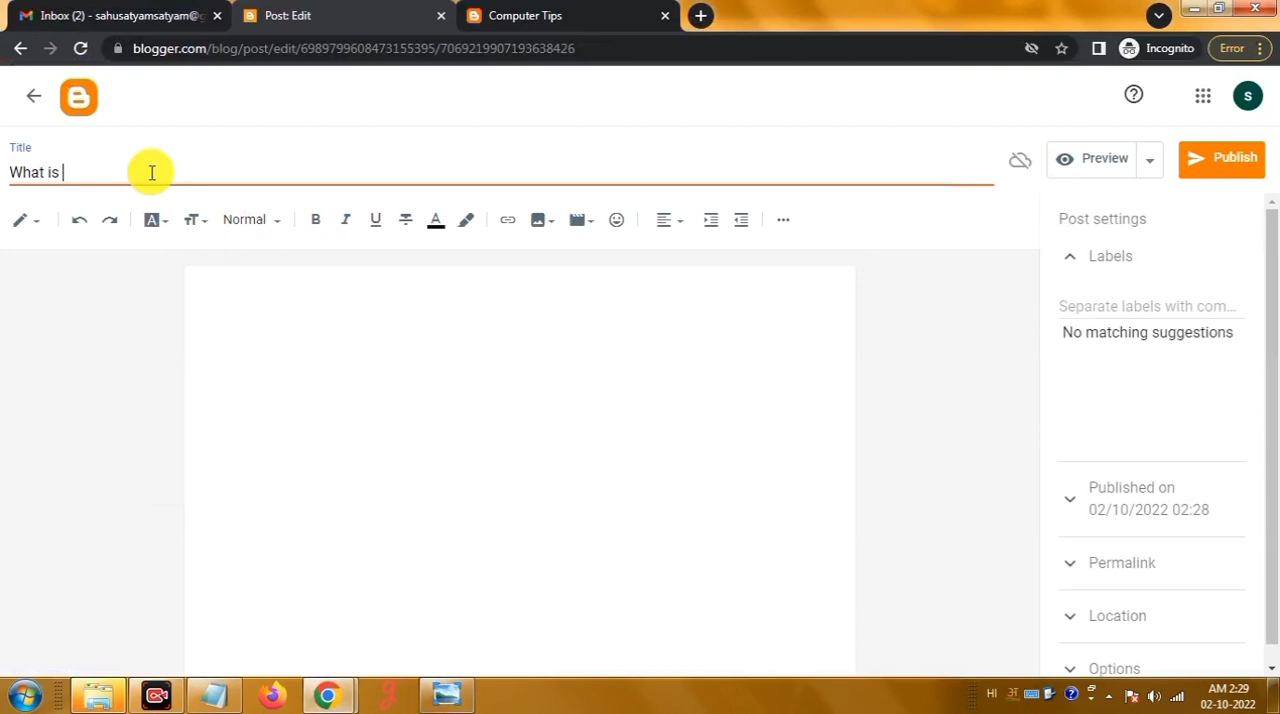 Inbox (2) - sahusatyamsatyam@g
Post: Edit
Computer Tips
blogger.com/blog/post/edit/6989799608473155395/7069219907193638426
Incognito
Error
S
Title
What is
Preview
Publish
Normal
B I U A
Post settings
Labels
Separate labels with com...
No matching suggestions
Published on
02/10/2022 02:28
Permalink
Location
Options
HI
AM 2:29
02-10-2022